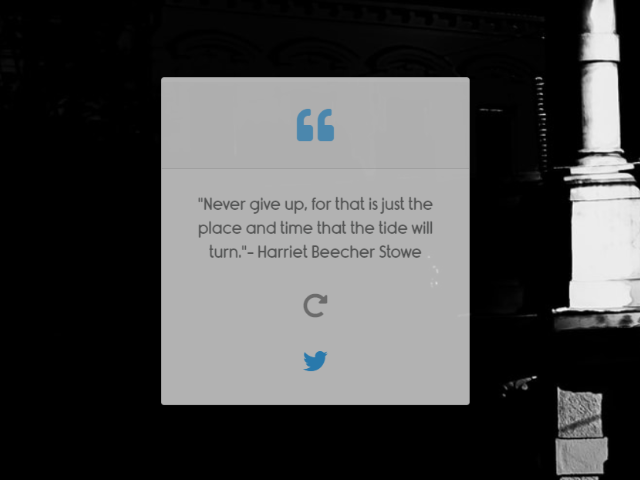 "Never give up, for that is just the
place and time that the tide will
turn."- Harriet Beecher Stowe